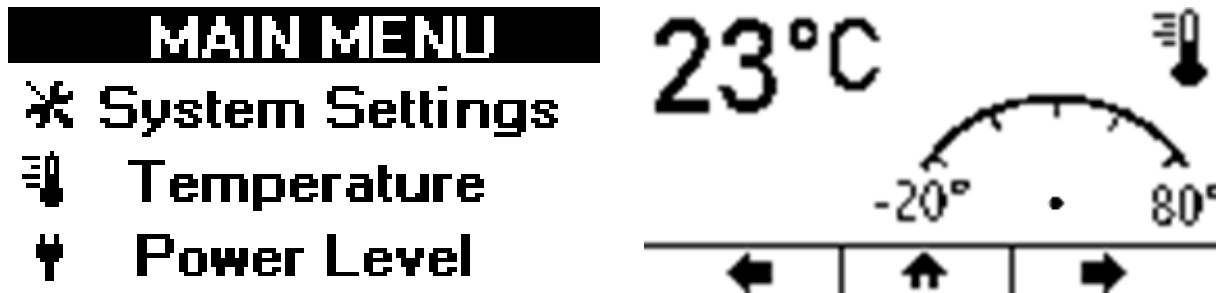 MAIN MENU
System Settings
Temperature
Power Level
23°C
-20°
80°